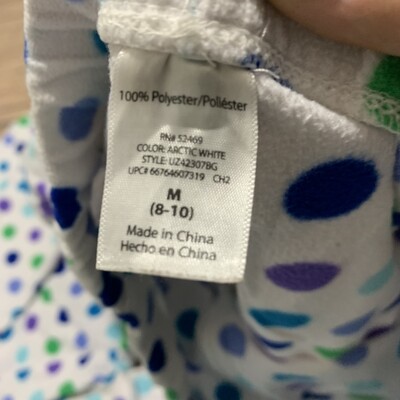 100% Polyester/Poliéster
RN# 52469
COLOR: ARCTIC WHITE
STYLE: UZ42307BG
UPC# 66764607319 CH2
M
(8-10)
Made in China
Hecho en China